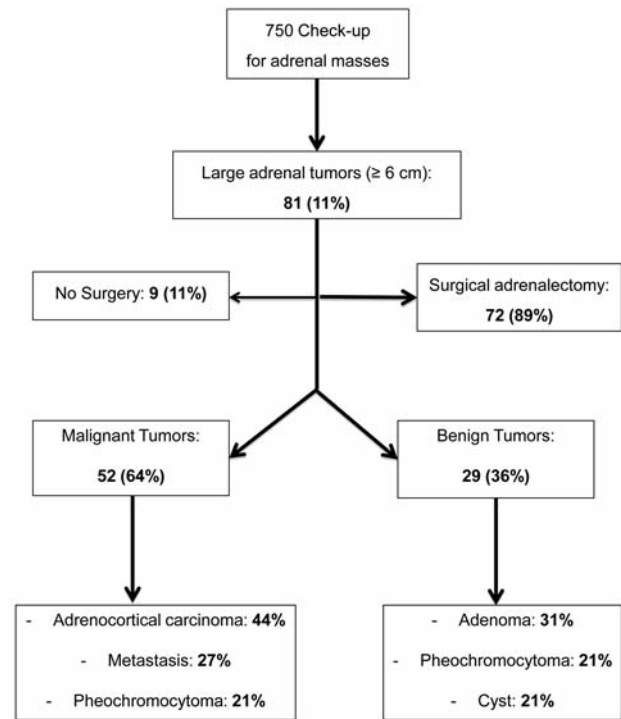 750 Check-up
for adrenal masses
Large adrenal tumors (≥ 6 cm):
81 (11%)
No Surgery: 9 (11%)
Surgical adrenalectomy:
72 (89%)
Malignant Tumors:
52 (64%)
Benign Tumors:
29 (36%)
- Adrenocortical carcinoma: 44%
- Metastasis: 27%
- Pheochromocytoma: 21%
- Adenoma: 31%
- Pheochromocytoma: 21%
- Cyst: 21%